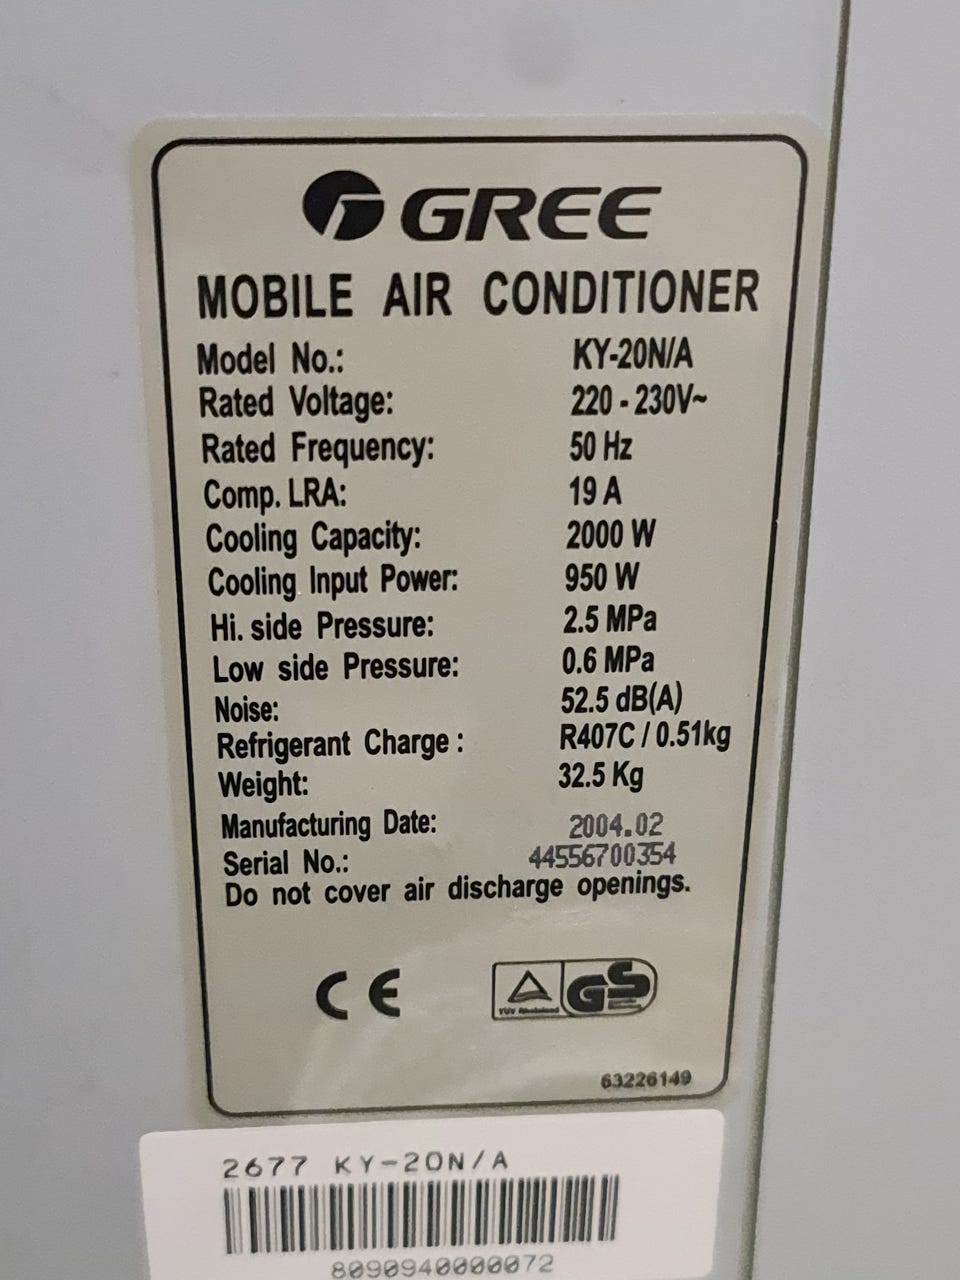 GREE
MOBILE AIR CONDITIONER
Model No.: KY-20N/A
Rated Voltage: 220 - 230V~
Rated Frequency: 50 Hz
Comp. LRA: 19 A
Cooling Capacity: 2000 W
Cooling Input Power: 950 W
Hi. side Pressure: 2.5 MPa
Low side Pressure: 0.6 MPa
Noise: 52.5 dB(A)
Refrigerant Charge : R407C / 0.51kg
Weight: 32.5 Kg
Manufacturing Date: 2004.02
Serial No.: 44556700354
Do not cover air discharge openings.
CE
GS
TÜV Rheinland
63226149
2677 KY-20N/A
8090940000072